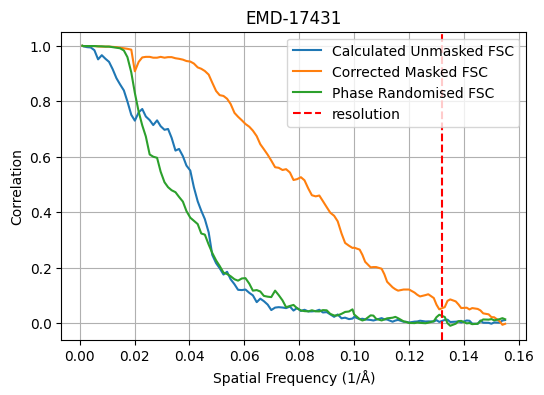 EMD-17431
Calculated Unmasked FSC
Corrected Masked FSC
Phase Randomised FSC
resolution
Correlation
1.0
0.8
0.6
0.4
0.2
0.0
0.00 0.02 0.04 0.06 0.08 0.10 0.12 0.14 0.16
Spatial Frequency (1/Å)